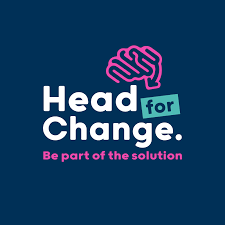 Head for
Change.
Be part of the solution